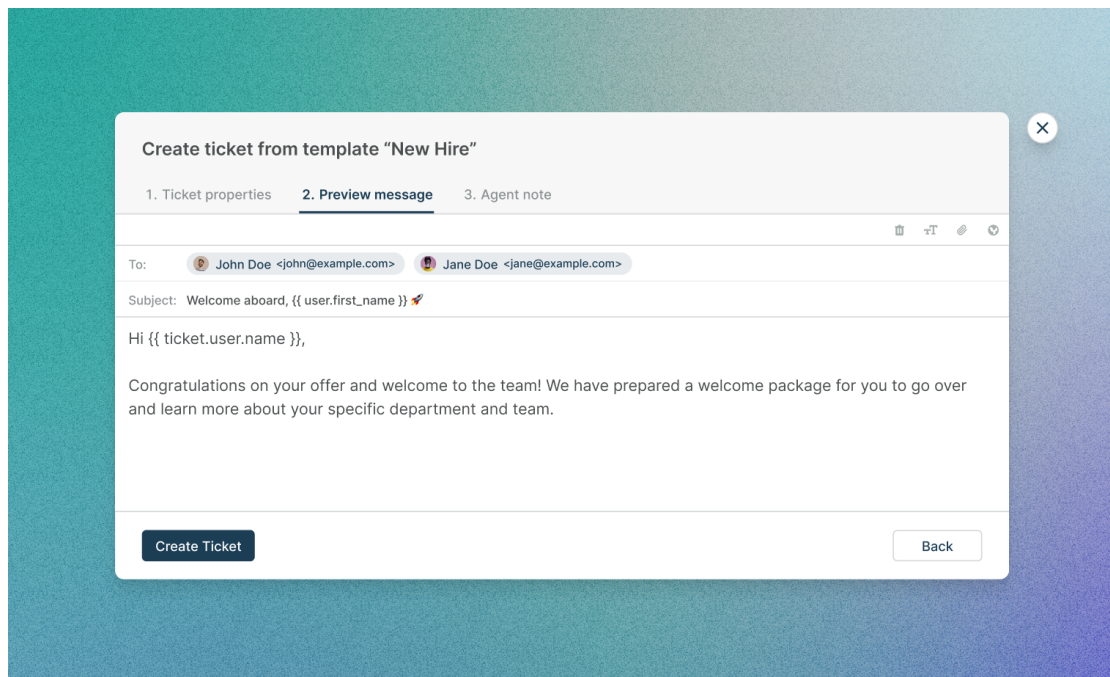 Create ticket from template “New Hire”
1. Ticket properties 2. Preview message 3. Agent note
To: John Doe <john@example.com> Jane Doe <jane@example.com>
Subject: Welcome aboard, {{ user.first_name }} 🚀
Hi {{ ticket.user.name }},
Congratulations on your offer and welcome to the team! We have prepared a welcome package for you to go over
and learn more about your specific department and team.
Create Ticket Back